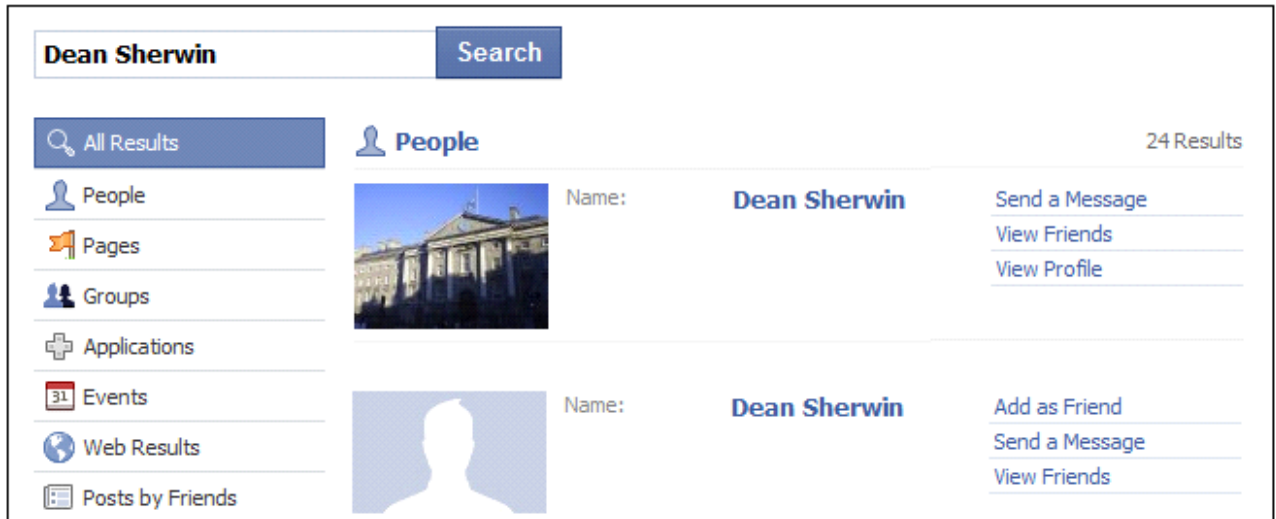 Dean Sherwin Search
All Results
People
Pages
Groups
Applications
31 Events
Web Results
Posts by Friends
People 24 Results
Name: Dean Sherwin
Send a Message
View Friends
View Profile
Name: Dean Sherwin
Add as Friend
Send a Message
View Friends